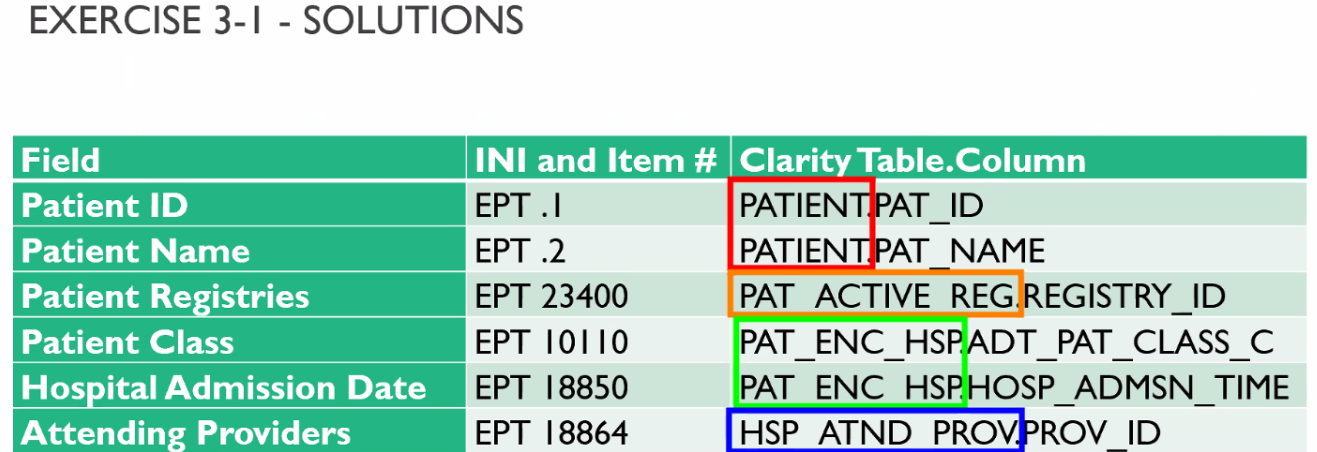 EXERCISE 3-1 - SOLUTIONS
Field INI and Item # Clarity Table.Column
Patient ID EPT .1 PATIENT.PAT_ID
Patient Name EPT .2 PATIENT.PAT_NAME
Patient Registries EPT 23400 PAT_ACTIVE_REG.REGISTRY_ID
Patient Class EPT 10110 PAT_ENC_HSP.ADT_PAT_CLASS_C
Hospital Admission Date EPT 18850 PAT_ENC_HSP.HOSP_ADMSN_TIME
Attending Providers EPT 18864 HSP_ATND_PROV.PROV_ID